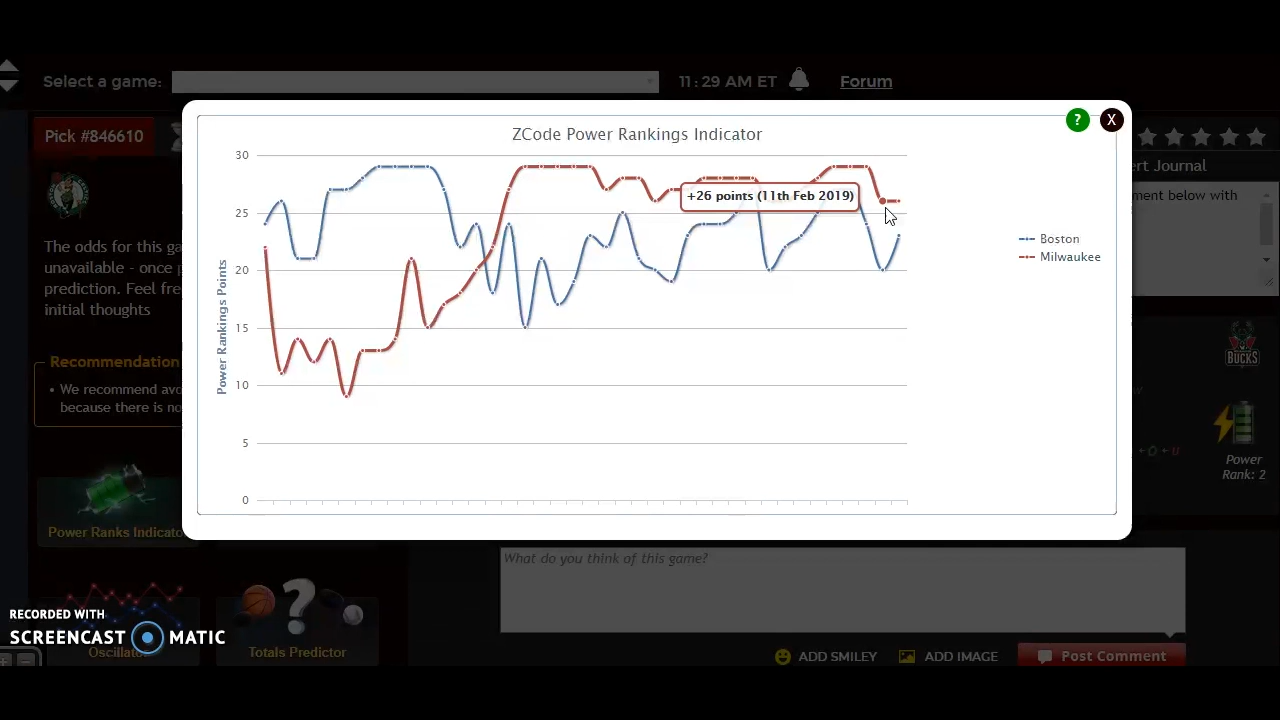 Select a game:
11:29 AM ET
Forum
Pick #846610
ZCode Power Rankings Indicator
?
X
30
25
20
15
10
5
0
Power Rankings Points
+26 points (11th Feb 2019)
Boston
Milwaukee
ert Journal
ment below with
The odds for this ga
unavailable - once p
prediction. Feel fre
initial thoughts
Recommendation
• We recommend avo
because there is no
BUCKS
Power
Rank: 2
Power Ranks Indicato
What do you think of this game?
RECORDED WITH
SCREENCAST MATIC
Oscillato
?
Totals Predictor
ADD SMILEY
ADD IMAGE
Post Comment